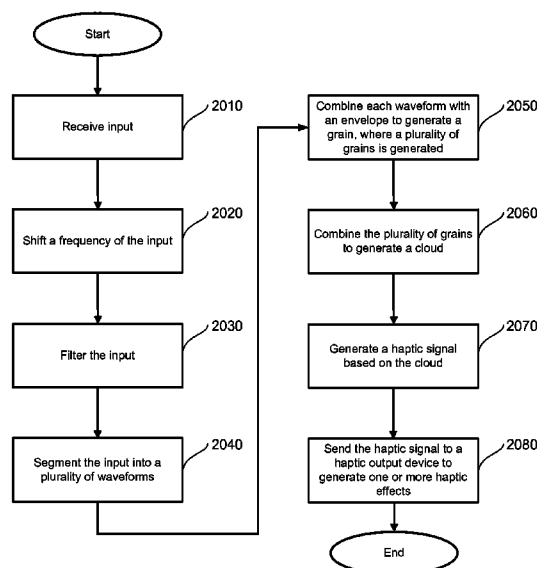 Start
Receive input
2010
Shift a frequency of the input
2020
Filter the input
2030
Segment the input into a
plurality of waveforms
2040
Combine each waveform with
an envelope to generate a
grain, where a plurality of
grains is generated
2050
Combine the plurality of grains
to generate a cloud
2060
Generate a haptic signal
based on the cloud
2070
Send the haptic signal to a
haptic output device to
generate one or more haptic
effects
2080
End